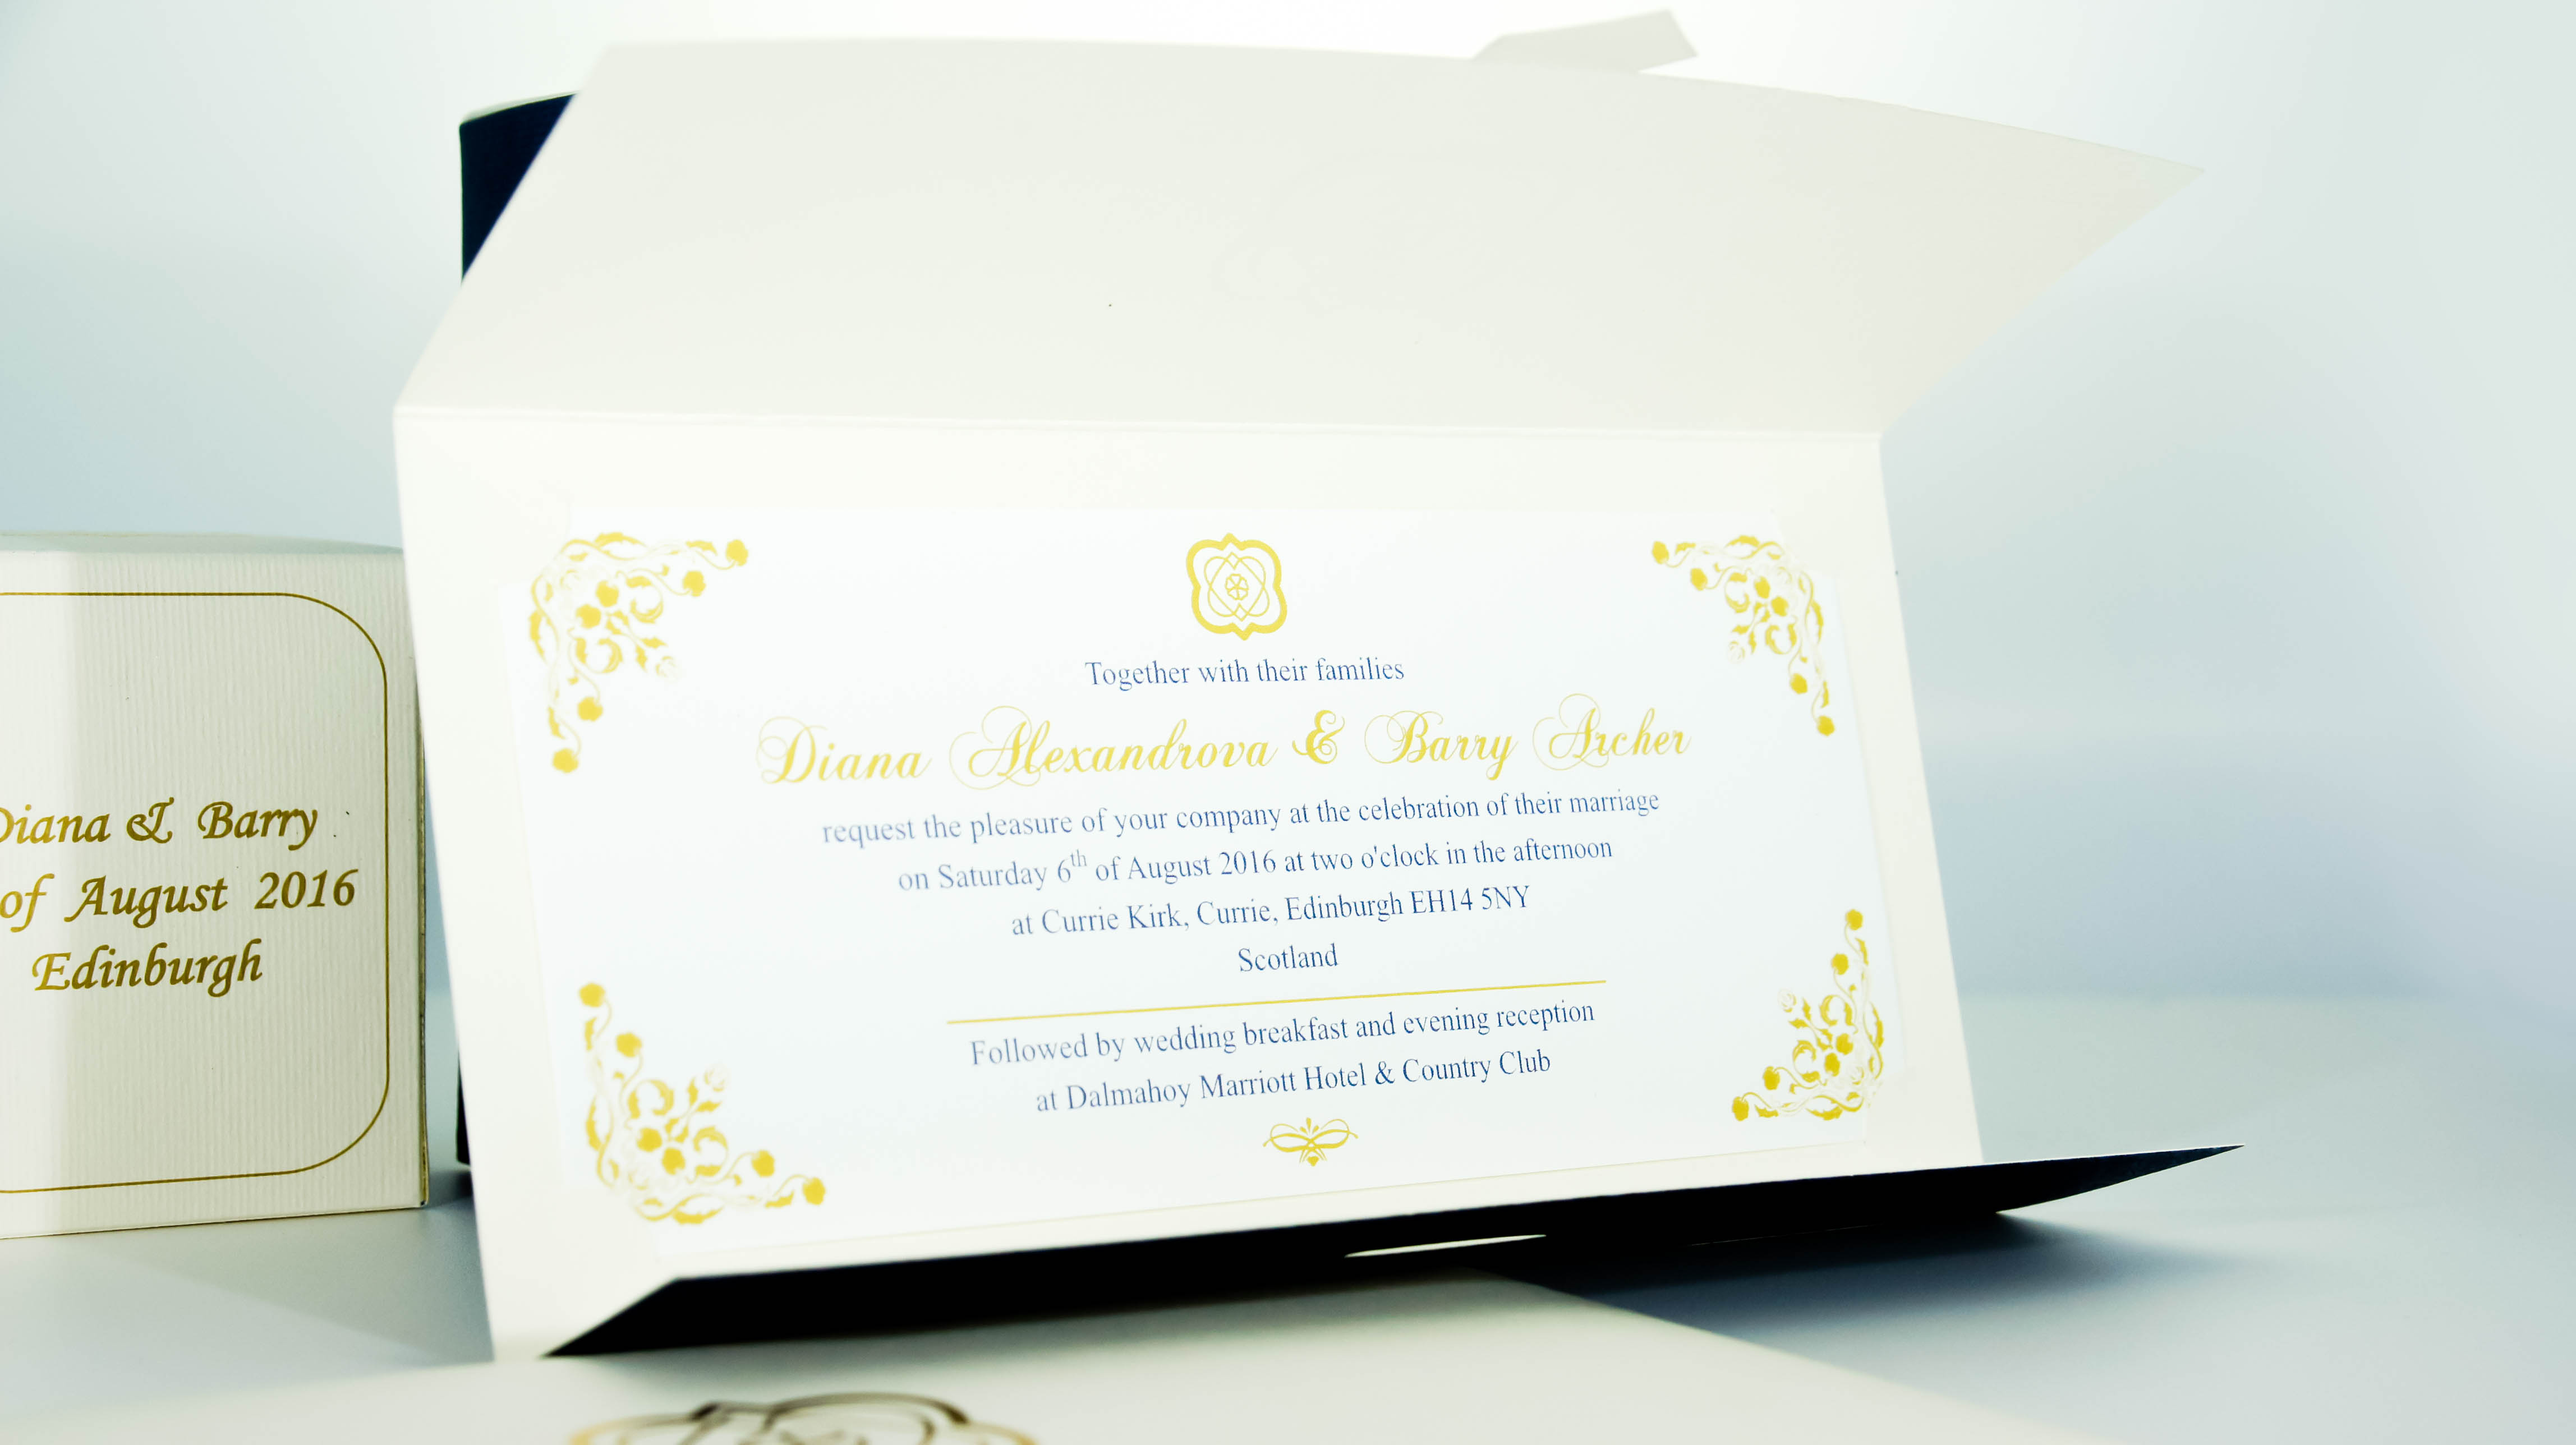 Together with their families
Diana Alexandrova & Barry Archer
request the pleasure of your company at the celebration of their marriage
on Saturday 6th of August 2016 at two o'clock in the afternoon
at Currie Kirk, Currie, Edinburgh EH14 5NY
Scotland
Followed by wedding breakfast and evening reception
at Dalmahoy Marriott Hotel & Country Club
Diana & Barry
of August 2016
Edinburgh